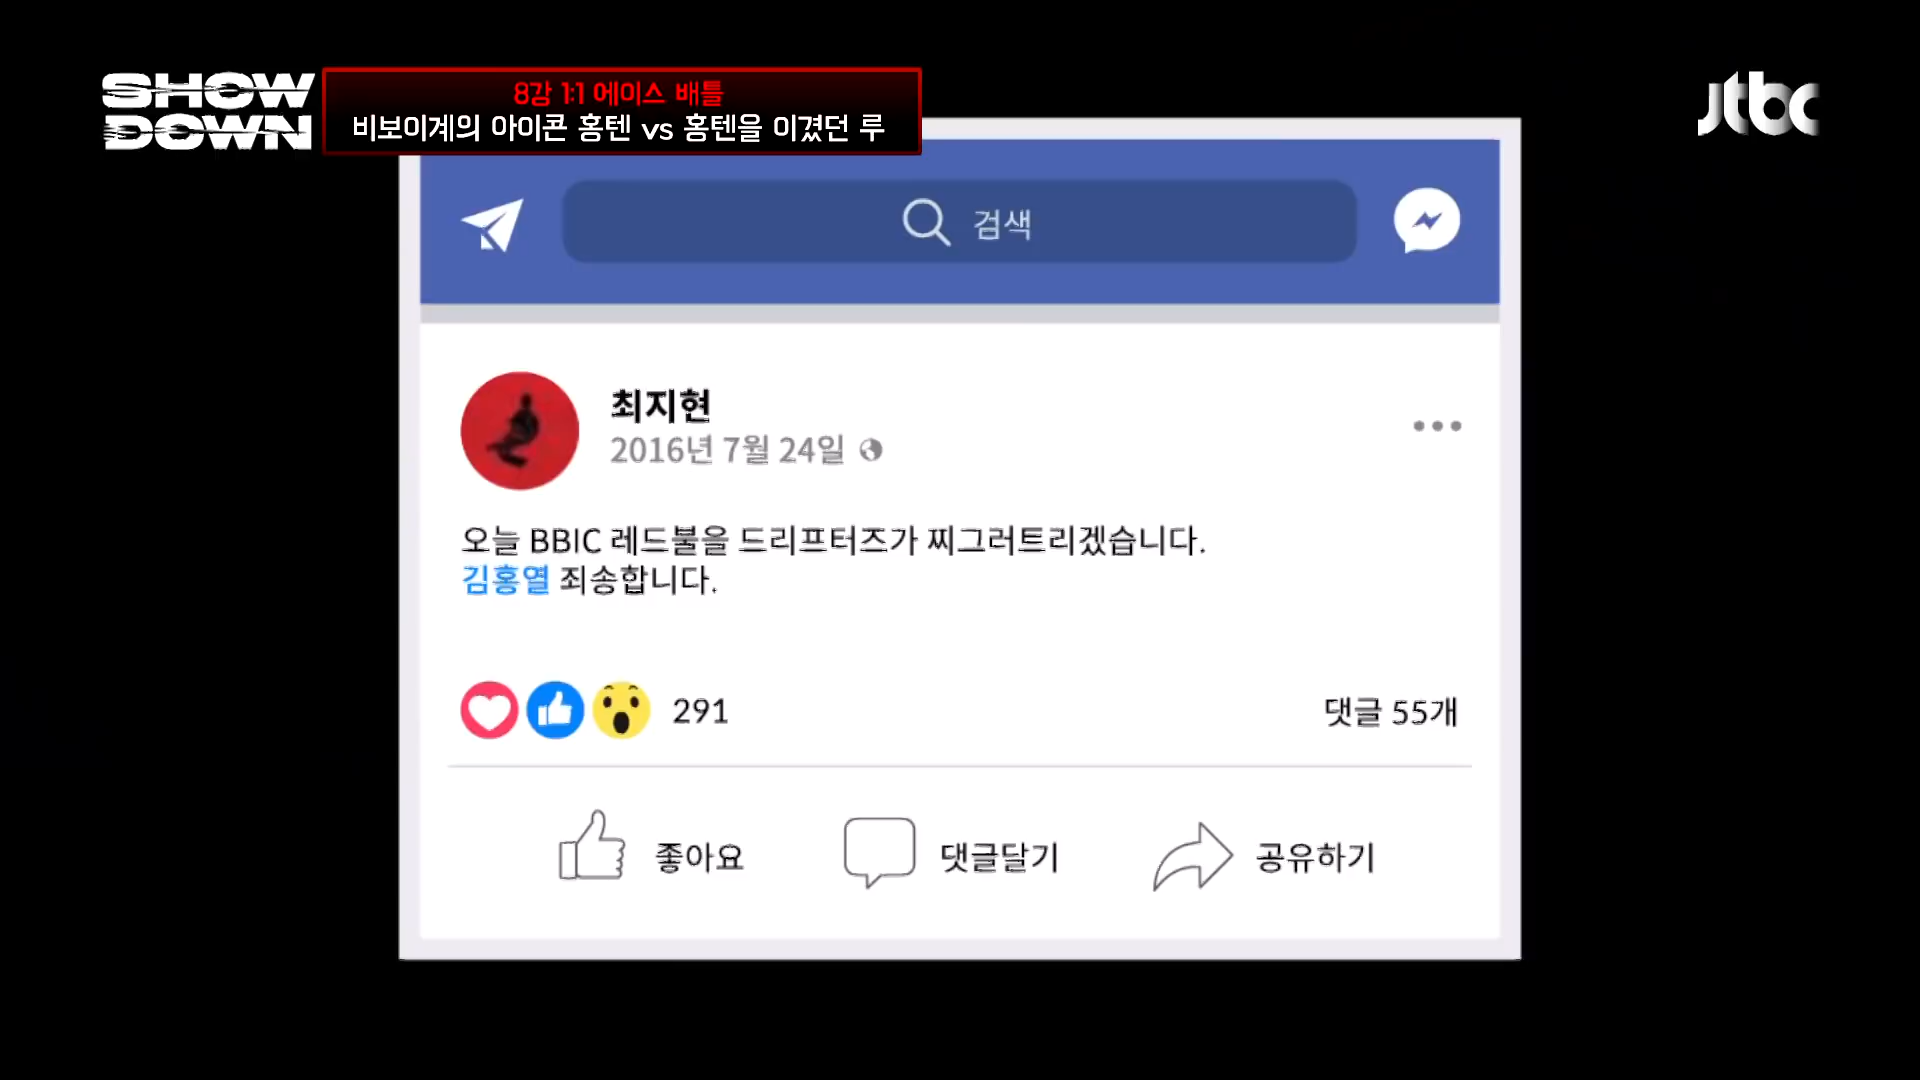 SHOW
DOWN
8강 1:1 에이스 배틀
비보이계의 아이콘 홍텐 vs 홍텐을 이겼던 루
jtbc
검색
최지현
2016년 7월 24일
오늘 BBIC 레드불을 드리프터즈가 찌그러트리겠습니다.
김홍열 죄송합니다.
291
댓글 55개
좋아요
댓글달기
공유하기